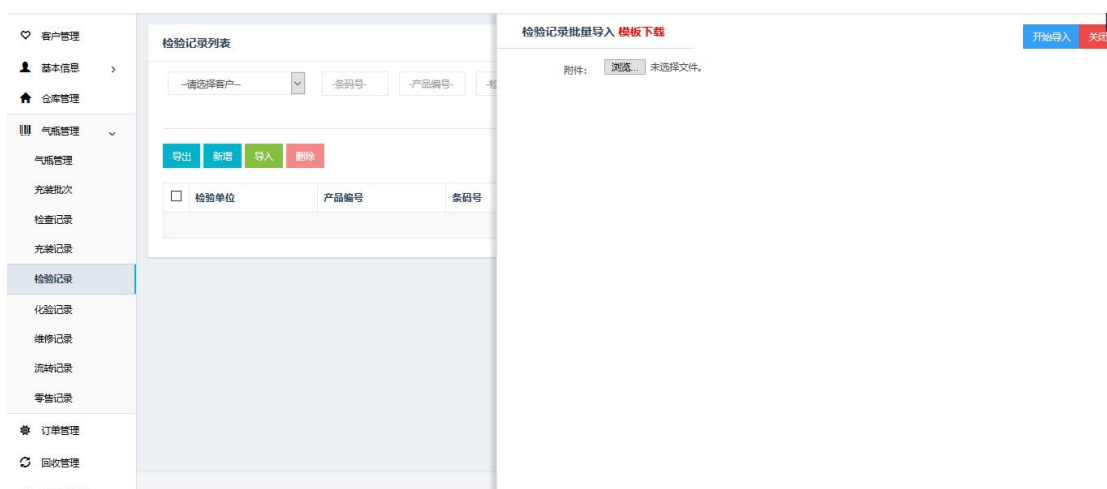 客户管理
基本信息
仓库管理
气瓶管理
气瓶管理
充装批次
检查记录
充装记录
检验记录
化验记录
维修记录
流转记录
零售记录
订单管理
回收管理
检验记录列表
--请选择客户-- -条码号- -产品编号-
导出 新增 导入 删除
检验单位 产品编号 条码号
检验记录批量导入 模板下载
开始导入 关闭
附件: 浏览... 未选择文件。